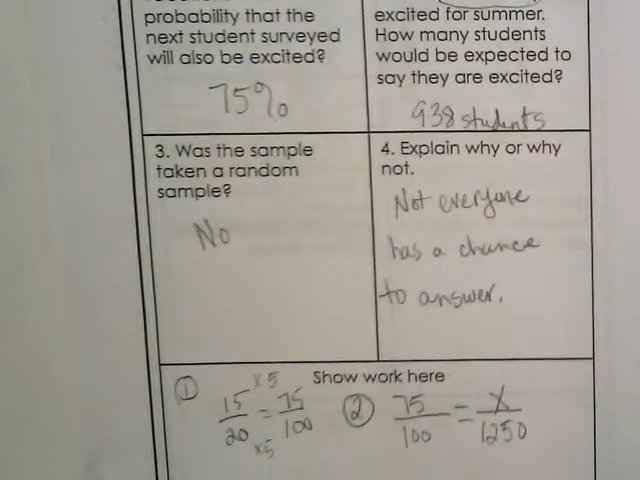 probability that the
next student surveyed
will also be excited?
75%
excited for summer.
How many students
would be expected to
say they are excited?
938 students
3. Was the sample
taken a random
sample?
No
4. Explain why or why
not.
Not everyone
has a chance
to answer.
Show work here
① 15/20 = 75/100
x5
x5
② 75/100 = x/1250